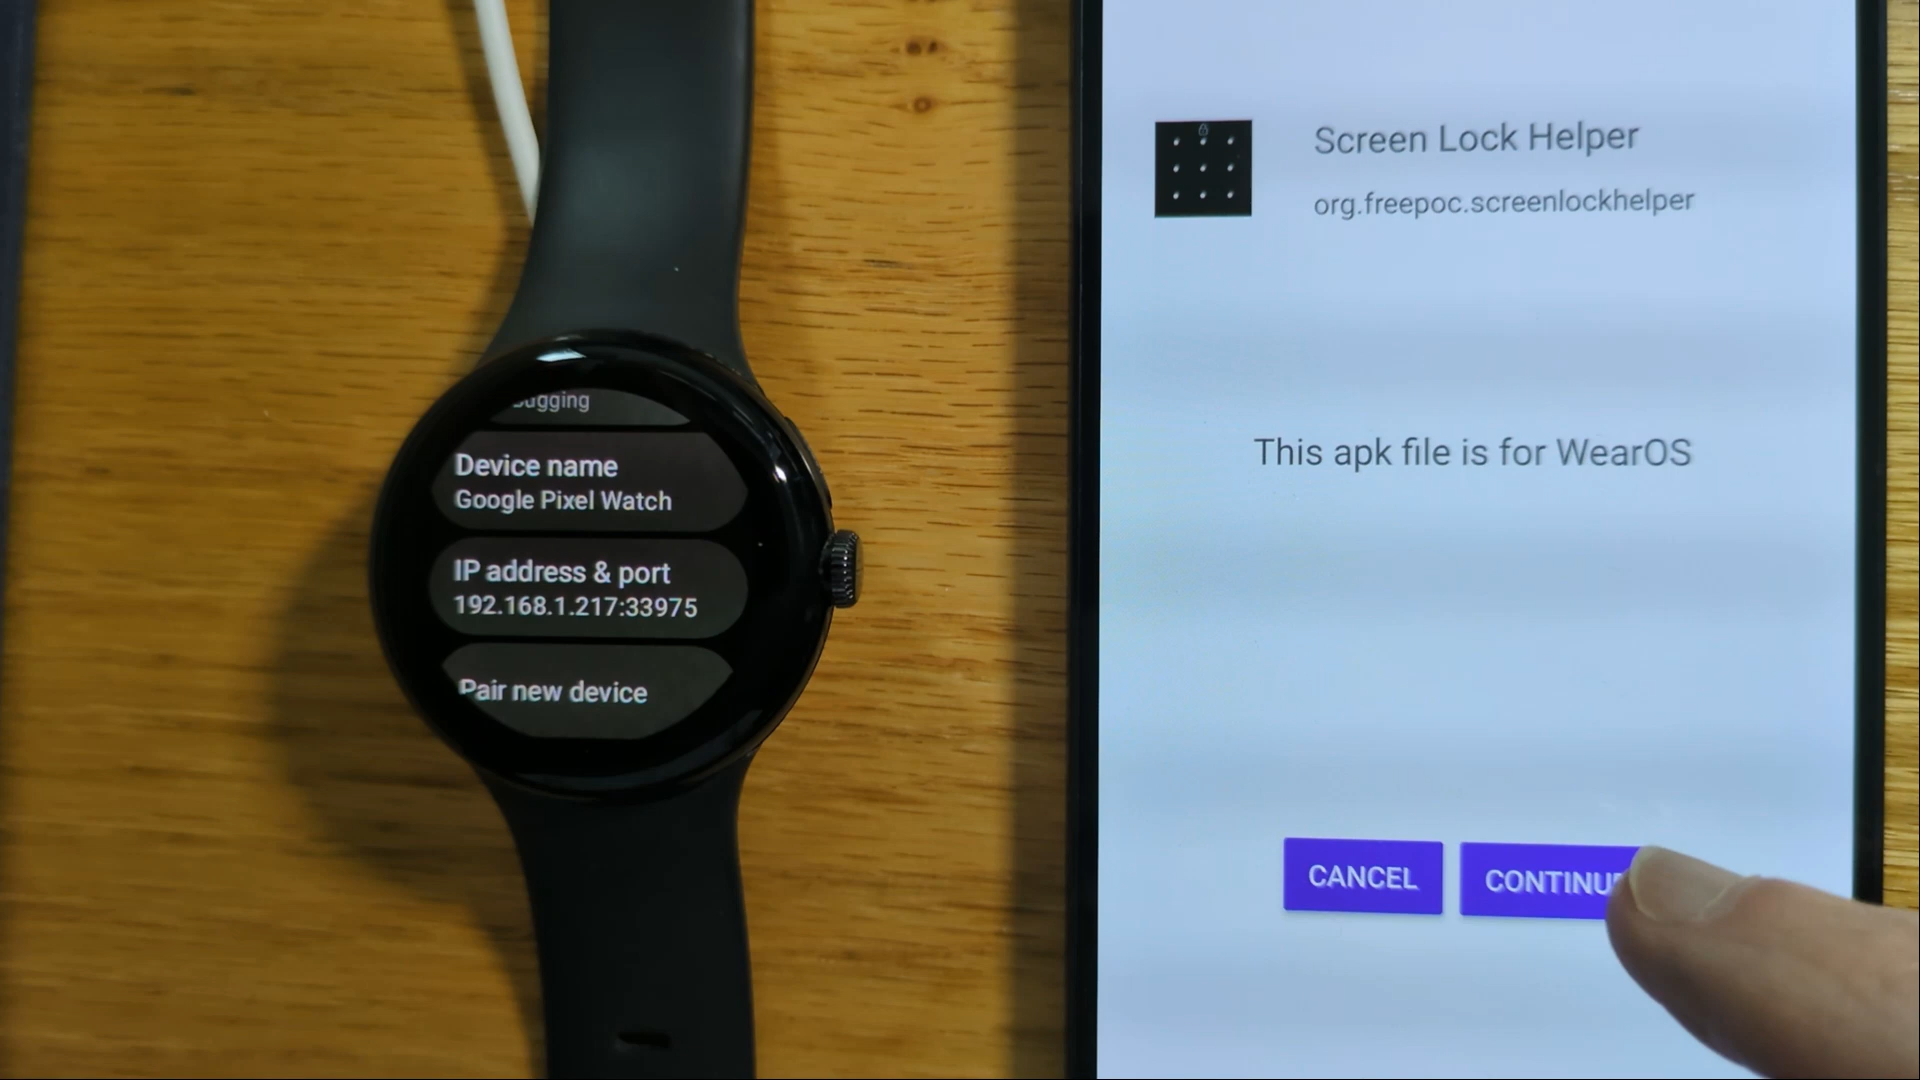 Device name
Google Pixel Watch
IP address & port
192.168.1.217:33975
Pair new device
Screen Lock Helper
org.freepoc.screenlockhelper
This apk file is for WearOS
CANCEL